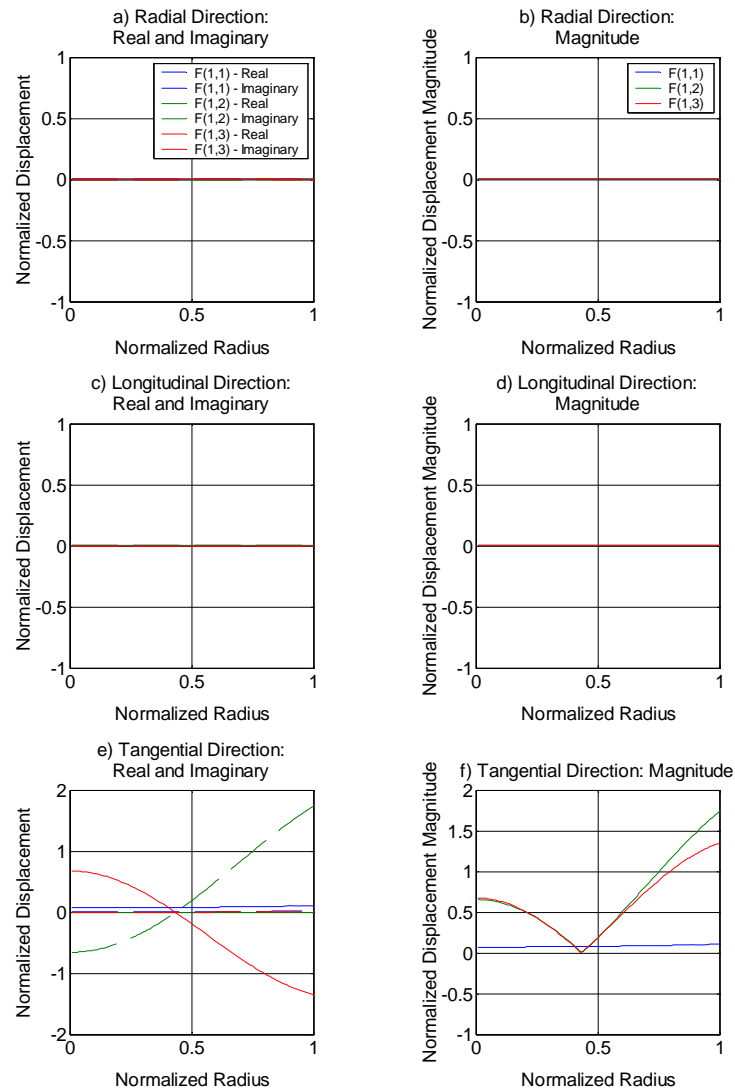 a) Radial Direction:
Real and Imaginary
1
0.5
0
-0.5
-1
0
0.5
1
Normalized Displacement
Normalized Radius
F(1,1) - Real
F(1,1) - Imaginary
F(1,2) - Real
F(1,2) - Imaginary
F(1,3) - Real
F(1,3) - Imaginary
b) Radial Direction:
Magnitude
1
0.5
0
-0.5
-1
0
0.5
1
Normalized Displacement Magnitude
Normalized Radius
F(1,1)
F(1,2)
F(1,3)
c) Longitudinal Direction:
Real and Imaginary
1
0.5
0
-0.5
-1
0
0.5
1
Normalized Displacement
Normalized Radius
d) Longitudinal Direction:
Magnitude
1
0.5
0
-0.5
-1
0
0.5
1
Normalized Displacement Magnitude
Normalized Radius
e) Tangential Direction:
Real and Imaginary
2
1
0
-1
-2
0
0.5
1
Normalized Displacement
Normalized Radius
f) Tangential Direction: Magnitude
2
1.5
1
0.5
0
-0.5
-1
0
0.5
1
Normalized Displacement Magnitude
Normalized Radius